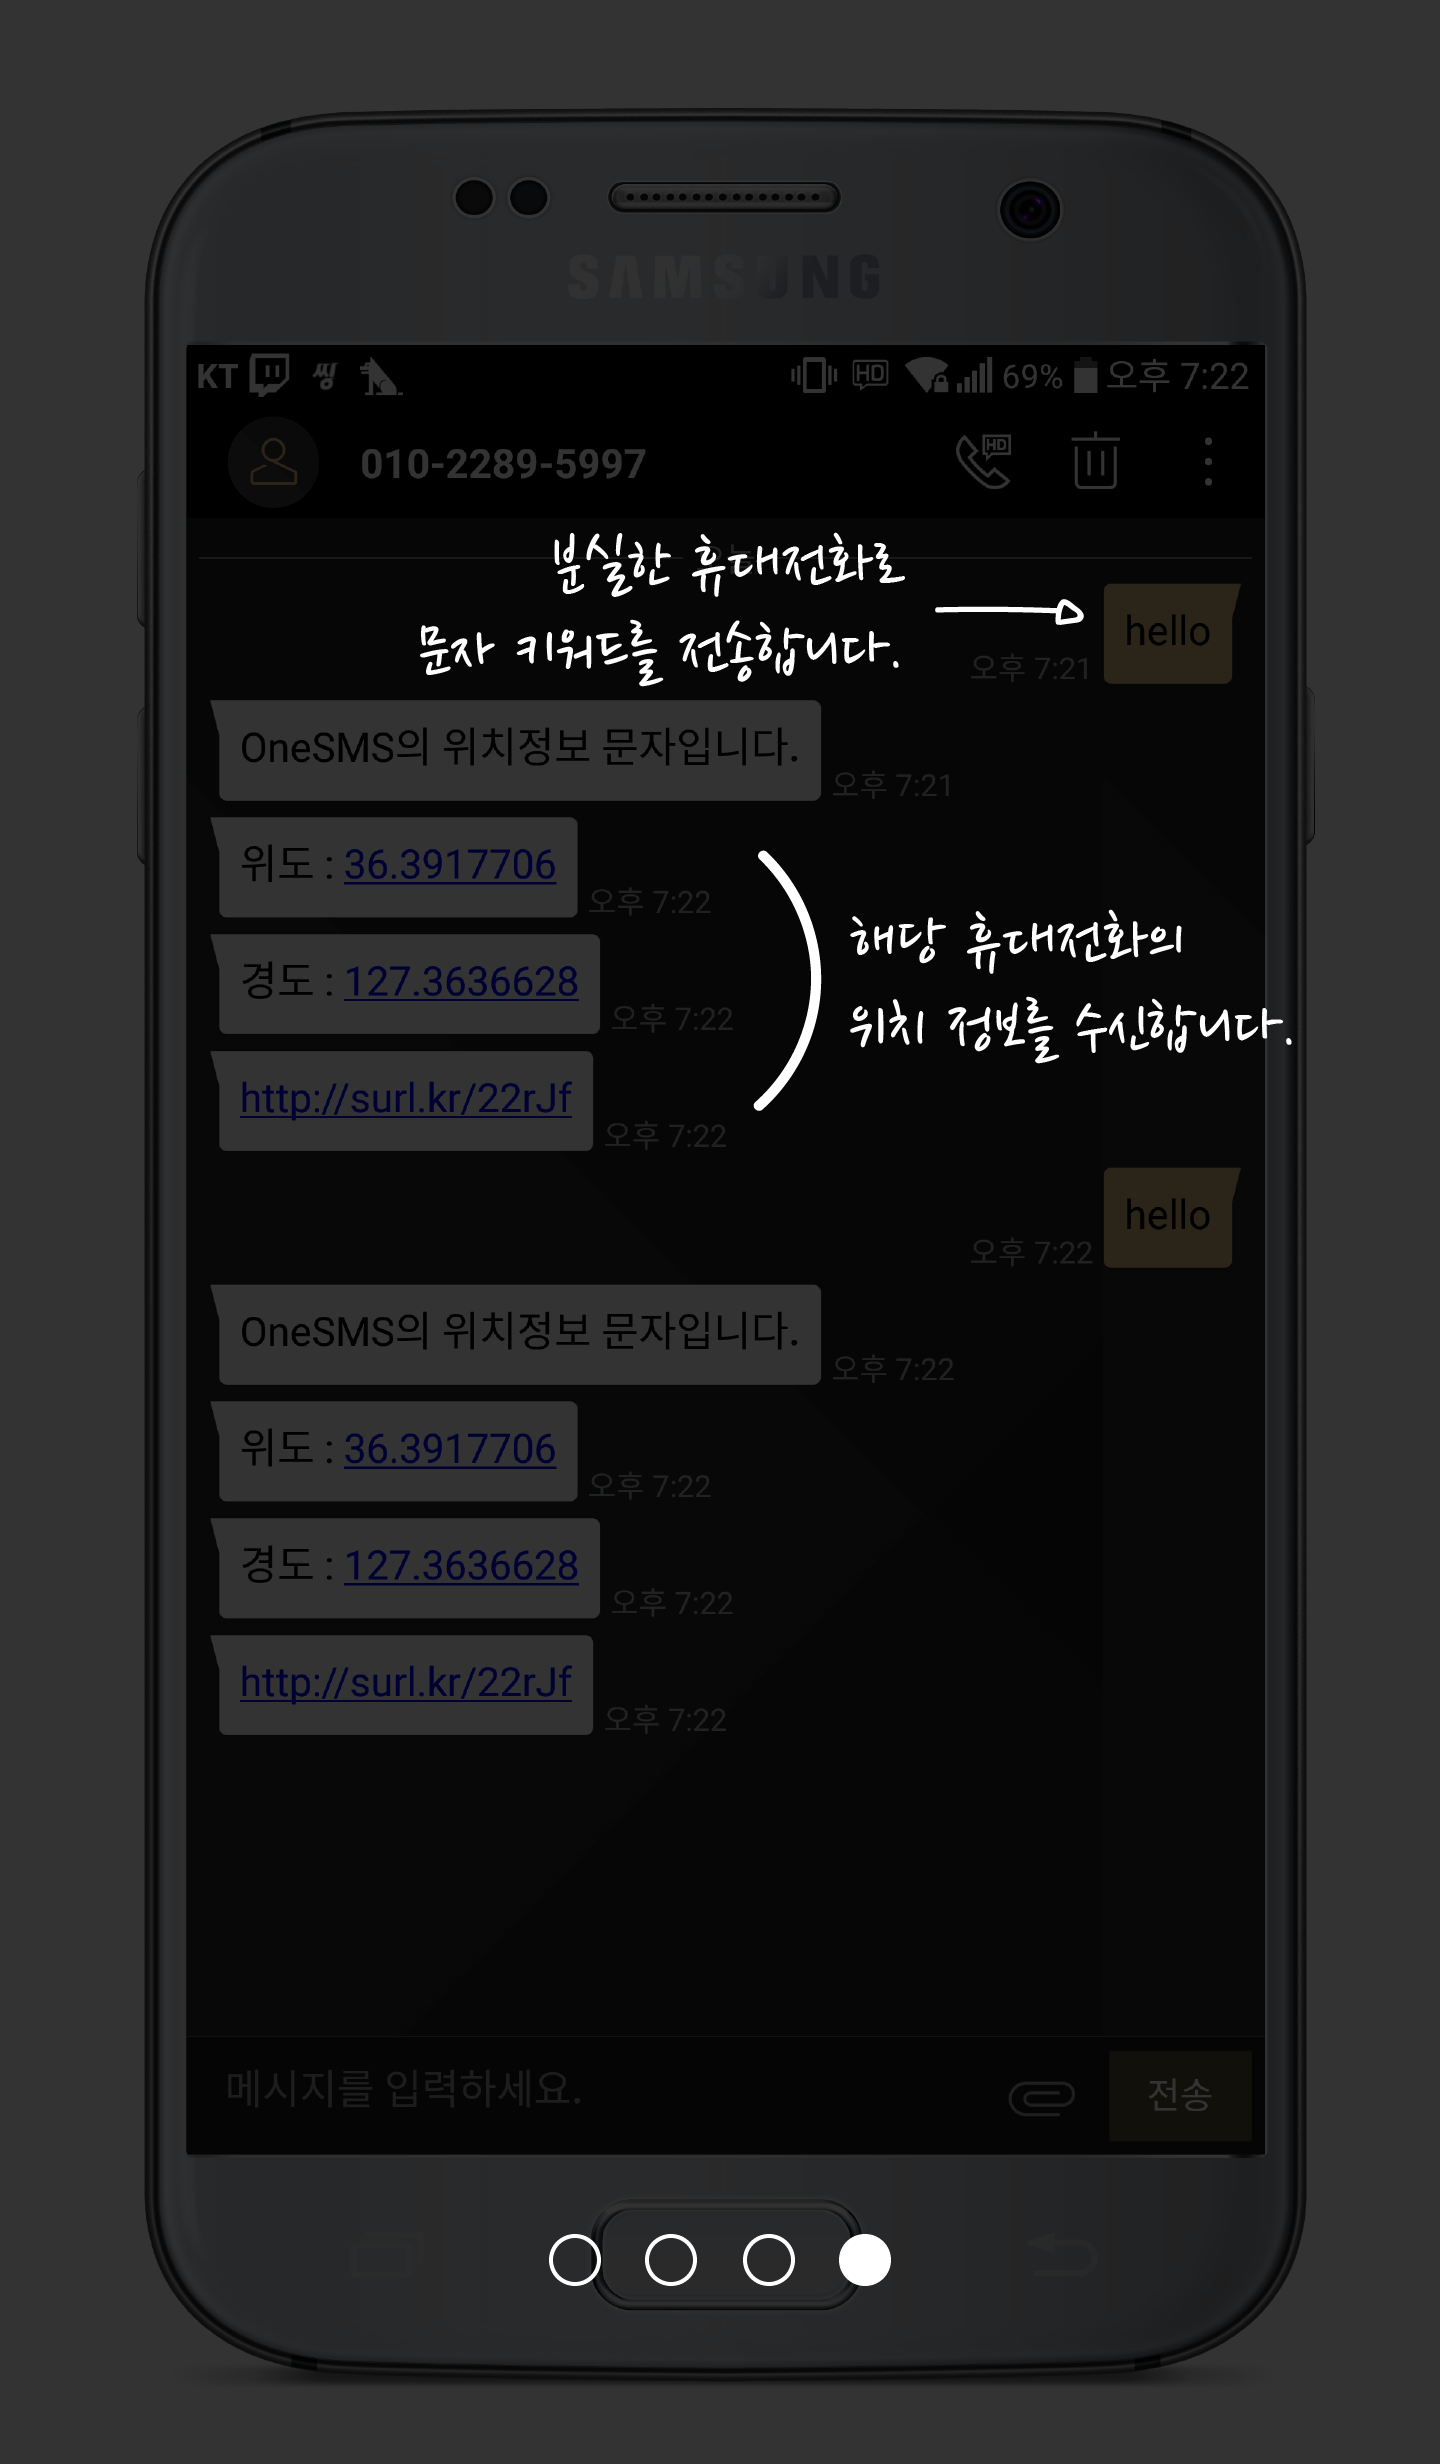 SAMSUNG
KT HD 69% 오후 7:22
010-2289-5997
HD
분실한 휴대전화로
문자 키워드를 전송합니다.
hello
오후 7:21
OneSMS의 위치정보 문자입니다.
오후 7:21
위도 : 36.3917706
오후 7:22
경도 : 127.3636628
오후 7:22
해당 휴대전화의
위치 정보를 수신합니다.
http://surl.kr/22rJf
오후 7:22
hello
오후 7:22
OneSMS의 위치정보 문자입니다.
오후 7:22
위도 : 36.3917706
오후 7:22
경도 : 127.3636628
오후 7:22
http://surl.kr/22rJf
오후 7:22
메시지를 입력하세요.
전송